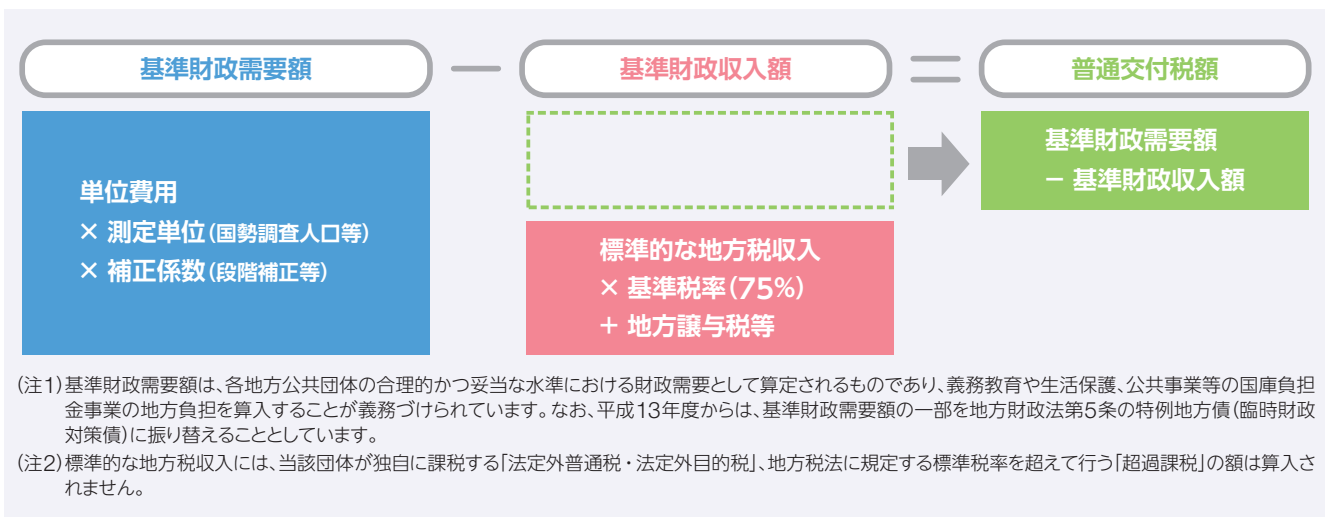 基準財政需要額 － 基準財政収入額 ＝ 普通交付税額
単位費用
× 測定単位(国勢調査人口等)
× 補正係数(段階補正等)
標準的な地方税収入
× 基準税率(75%)
＋ 地方譲与税等
基準財政需要額
－ 基準財政収入額
(注1)基準財政需要額は、各地方公共団体の合理的かつ妥当な水準における財政需要として算定されるものであり、義務教育や生活保護、公共事業等の国庫負担
金事業の地方負担を算入することが義務づけられています。なお、平成13年度からは、基準財政需要額の一部を地方財政法第5条の特例地方債(臨時財政
対策債)に振り替えることとしています。
(注2)標準的な地方税収入には、当該団体が独自に課税する「法定外普通税・法定外目的税」、地方税法に規定する標準税率を超えて行う「超過課税」の額は算入さ
れません。